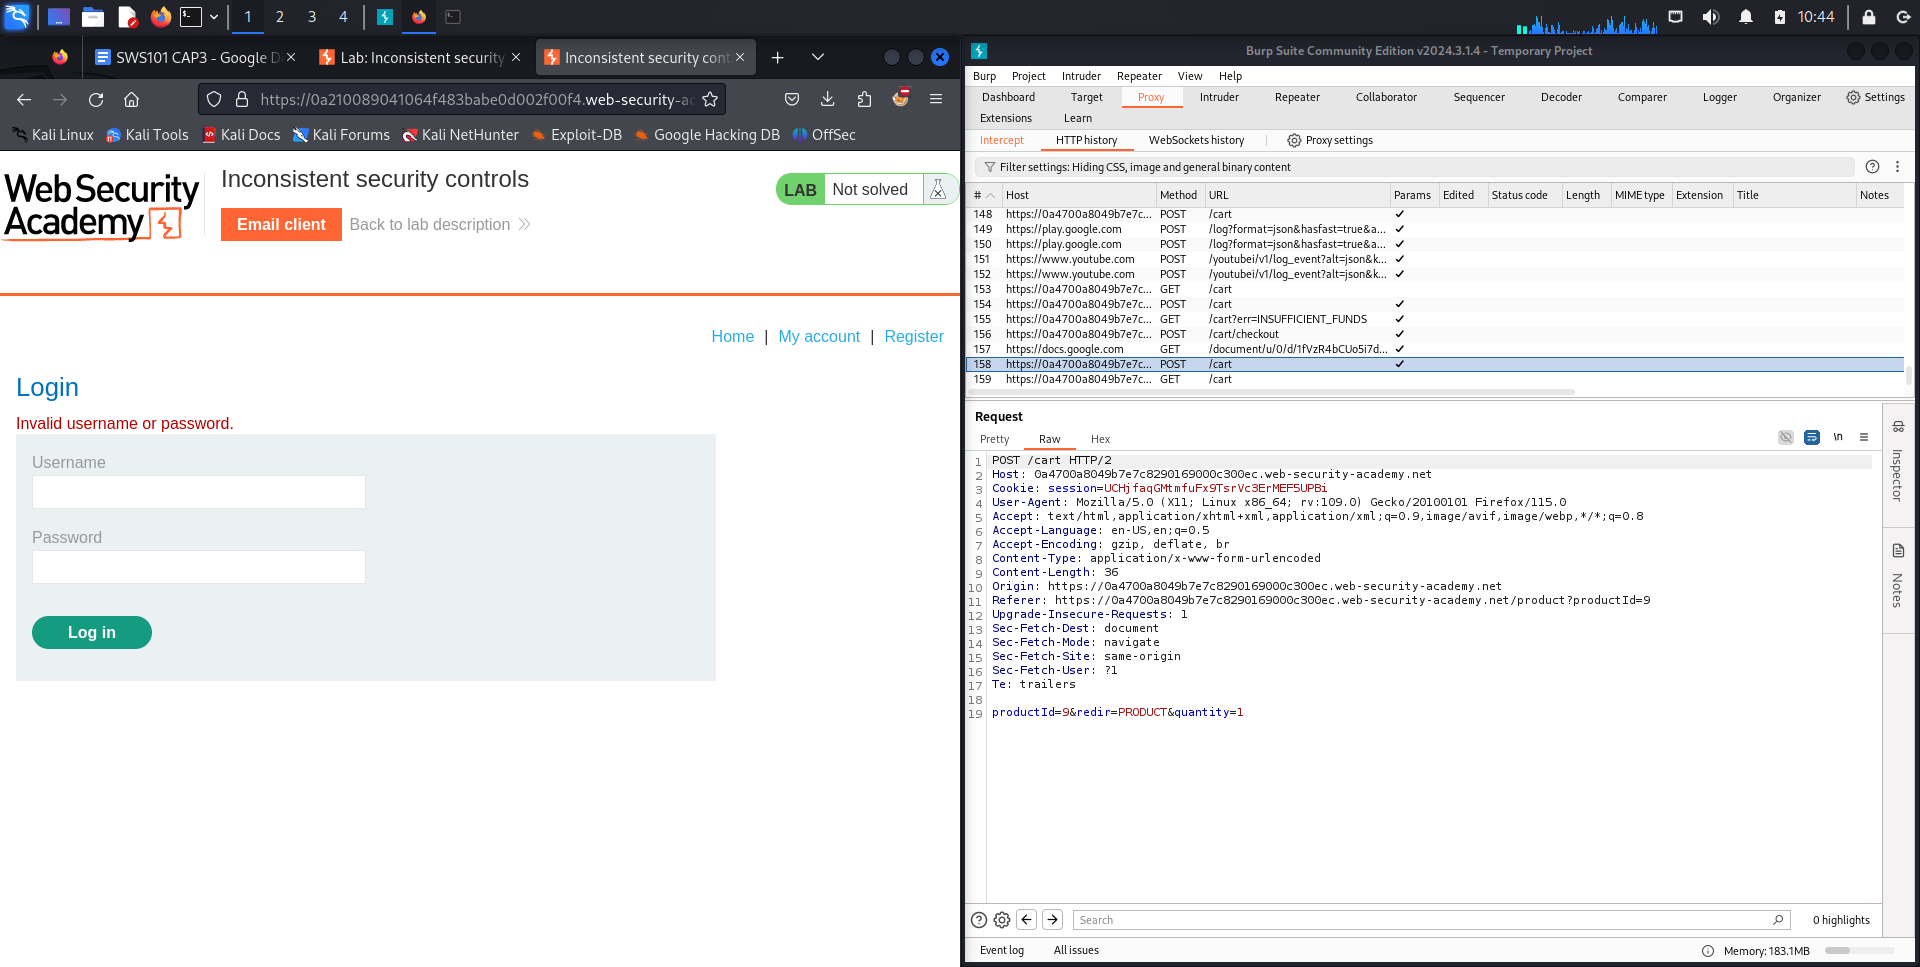 1 2 3 4
10:44
SWS101 CAP3 - Google D
Lab: Inconsistent security
Inconsistent security cont
https://0a210089041064f483babe0d002f00f4.web-security-ac
Kali Linux
Kali Tools
Kali Docs
Kali Forums
Kali NetHunter
Exploit-DB
Google Hacking DB
OffSec
Web Security
Academy
Inconsistent security controls
Email client
Back to lab description
LAB
Not solved
Home | My account | Register
Login
Invalid username or password.
Username
Password
Log in
Burp Suite Community Edition v2024.3.1.4 - Temporary Project
Burp Project Intruder Repeater View Help
Dashboard Target Proxy Intruder Repeater Collaborator Sequencer Decoder Comparer Logger Organizer Settings
Extensions Learn
Intercept HTTP history WebSockets history Proxy settings
Filter settings: Hiding CSS, image and general binary content
# Host Method URL Params Edited Status code Length MIME type Extension Title Notes
148 https://0a4700a8049b7e7c... POST /cart ✓
149 https://play.google.com POST /log?format=json&hasfast=true&a... ✓
150 https://play.google.com POST /log?format=json&hasfast=true&a... ✓
151 https://www.youtube.com POST /youtubei/v1/log_event?alt=json&k... ✓
152 https://www.youtube.com POST /youtubei/v1/log_event?alt=json&k... ✓
153 https://0a4700a8049b7e7c... GET /cart
154 https://0a4700a8049b7e7c... POST /cart ✓
155 https://0a4700a8049b7e7c... GET /cart?err=INSUFFICIENT_FUNDS ✓
156 https://0a4700a8049b7e7c... POST /cart/checkout ✓
157 https://docs.google.com GET /document/u/0/d/1fVzR4bCUo5i7d... ✓
158 https://0a4700a8049b7e7c... POST /cart ✓
159 https://0a4700a8049b7e7c... GET /cart
Request
Pretty Raw Hex
\n
1 POST /cart HTTP/2
2 Host: 0a4700a8049b7e7c8290169000c300ec.web-security-academy.net
3 Cookie: session=UCHjfaqGMtmfuFx9TsrVc3ErMEF5UPBi
4 User-Agent: Mozilla/5.0 (X11; Linux x86_64; rv:109.0) Gecko/20100101 Firefox/115.0
5 Accept: text/html,application/xhtml+xml,application/xml;q=0.9,image/avif,image/webp,*/*;q=0.8
6 Accept-Language: en-US,en;q=0.5
7 Accept-Encoding: gzip, deflate, br
8 Content-Type: application/x-www-form-urlencoded
9 Content-Length: 36
10 Origin: https://0a4700a8049b7e7c8290169000c300ec.web-security-academy.net
11 Referer: https://0a4700a8049b7e7c8290169000c300ec.web-security-academy.net/product?productId=9
12 Upgrade-Insecure-Requests: 1
13 Sec-Fetch-Dest: document
14 Sec-Fetch-Mode: navigate
15 Sec-Fetch-Site: same-origin
16 Sec-Fetch-User: ?1
17 Te: trailers
18
19 productId=9&redir=PRODUCT&quantity=1
Inspector
Notes
Search
0 highlights
Event log All issues
Memory: 183.1MB